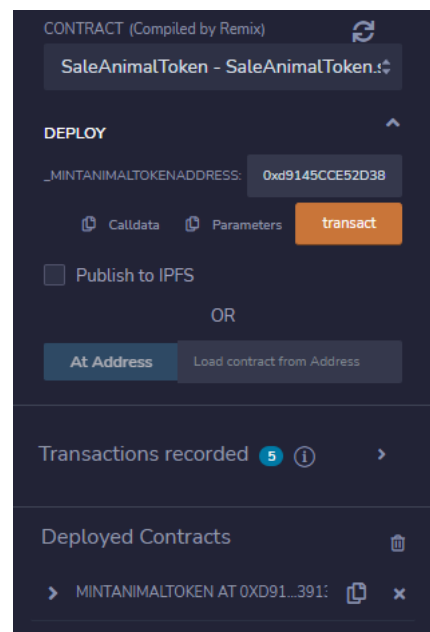 CONTRACT (Compiled by Remix)
SaleAnimalToken - SaleAnimalToken.s
DEPLOY
_MINTANIMALTOKENADDRESS: 0xd9145CCE52D38
Calldata Parameters transact
Publish to IPFS
OR
At Address Load contract from Address
Transactions recorded 5 i
Deployed Contracts
MINTANIMALTOKEN AT 0XD91...3913